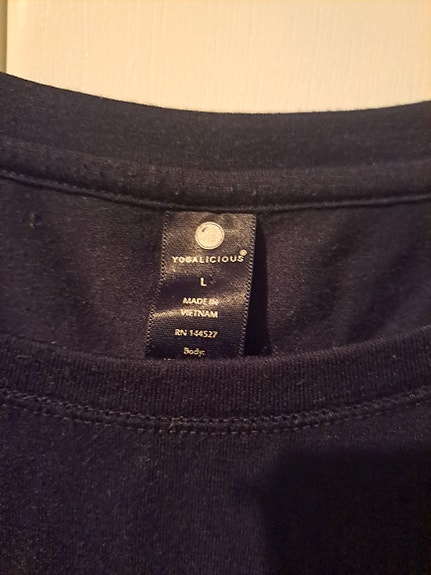 YOGALICIOUS®
L
MADE IN
VIETNAM
RN 144527
Body: